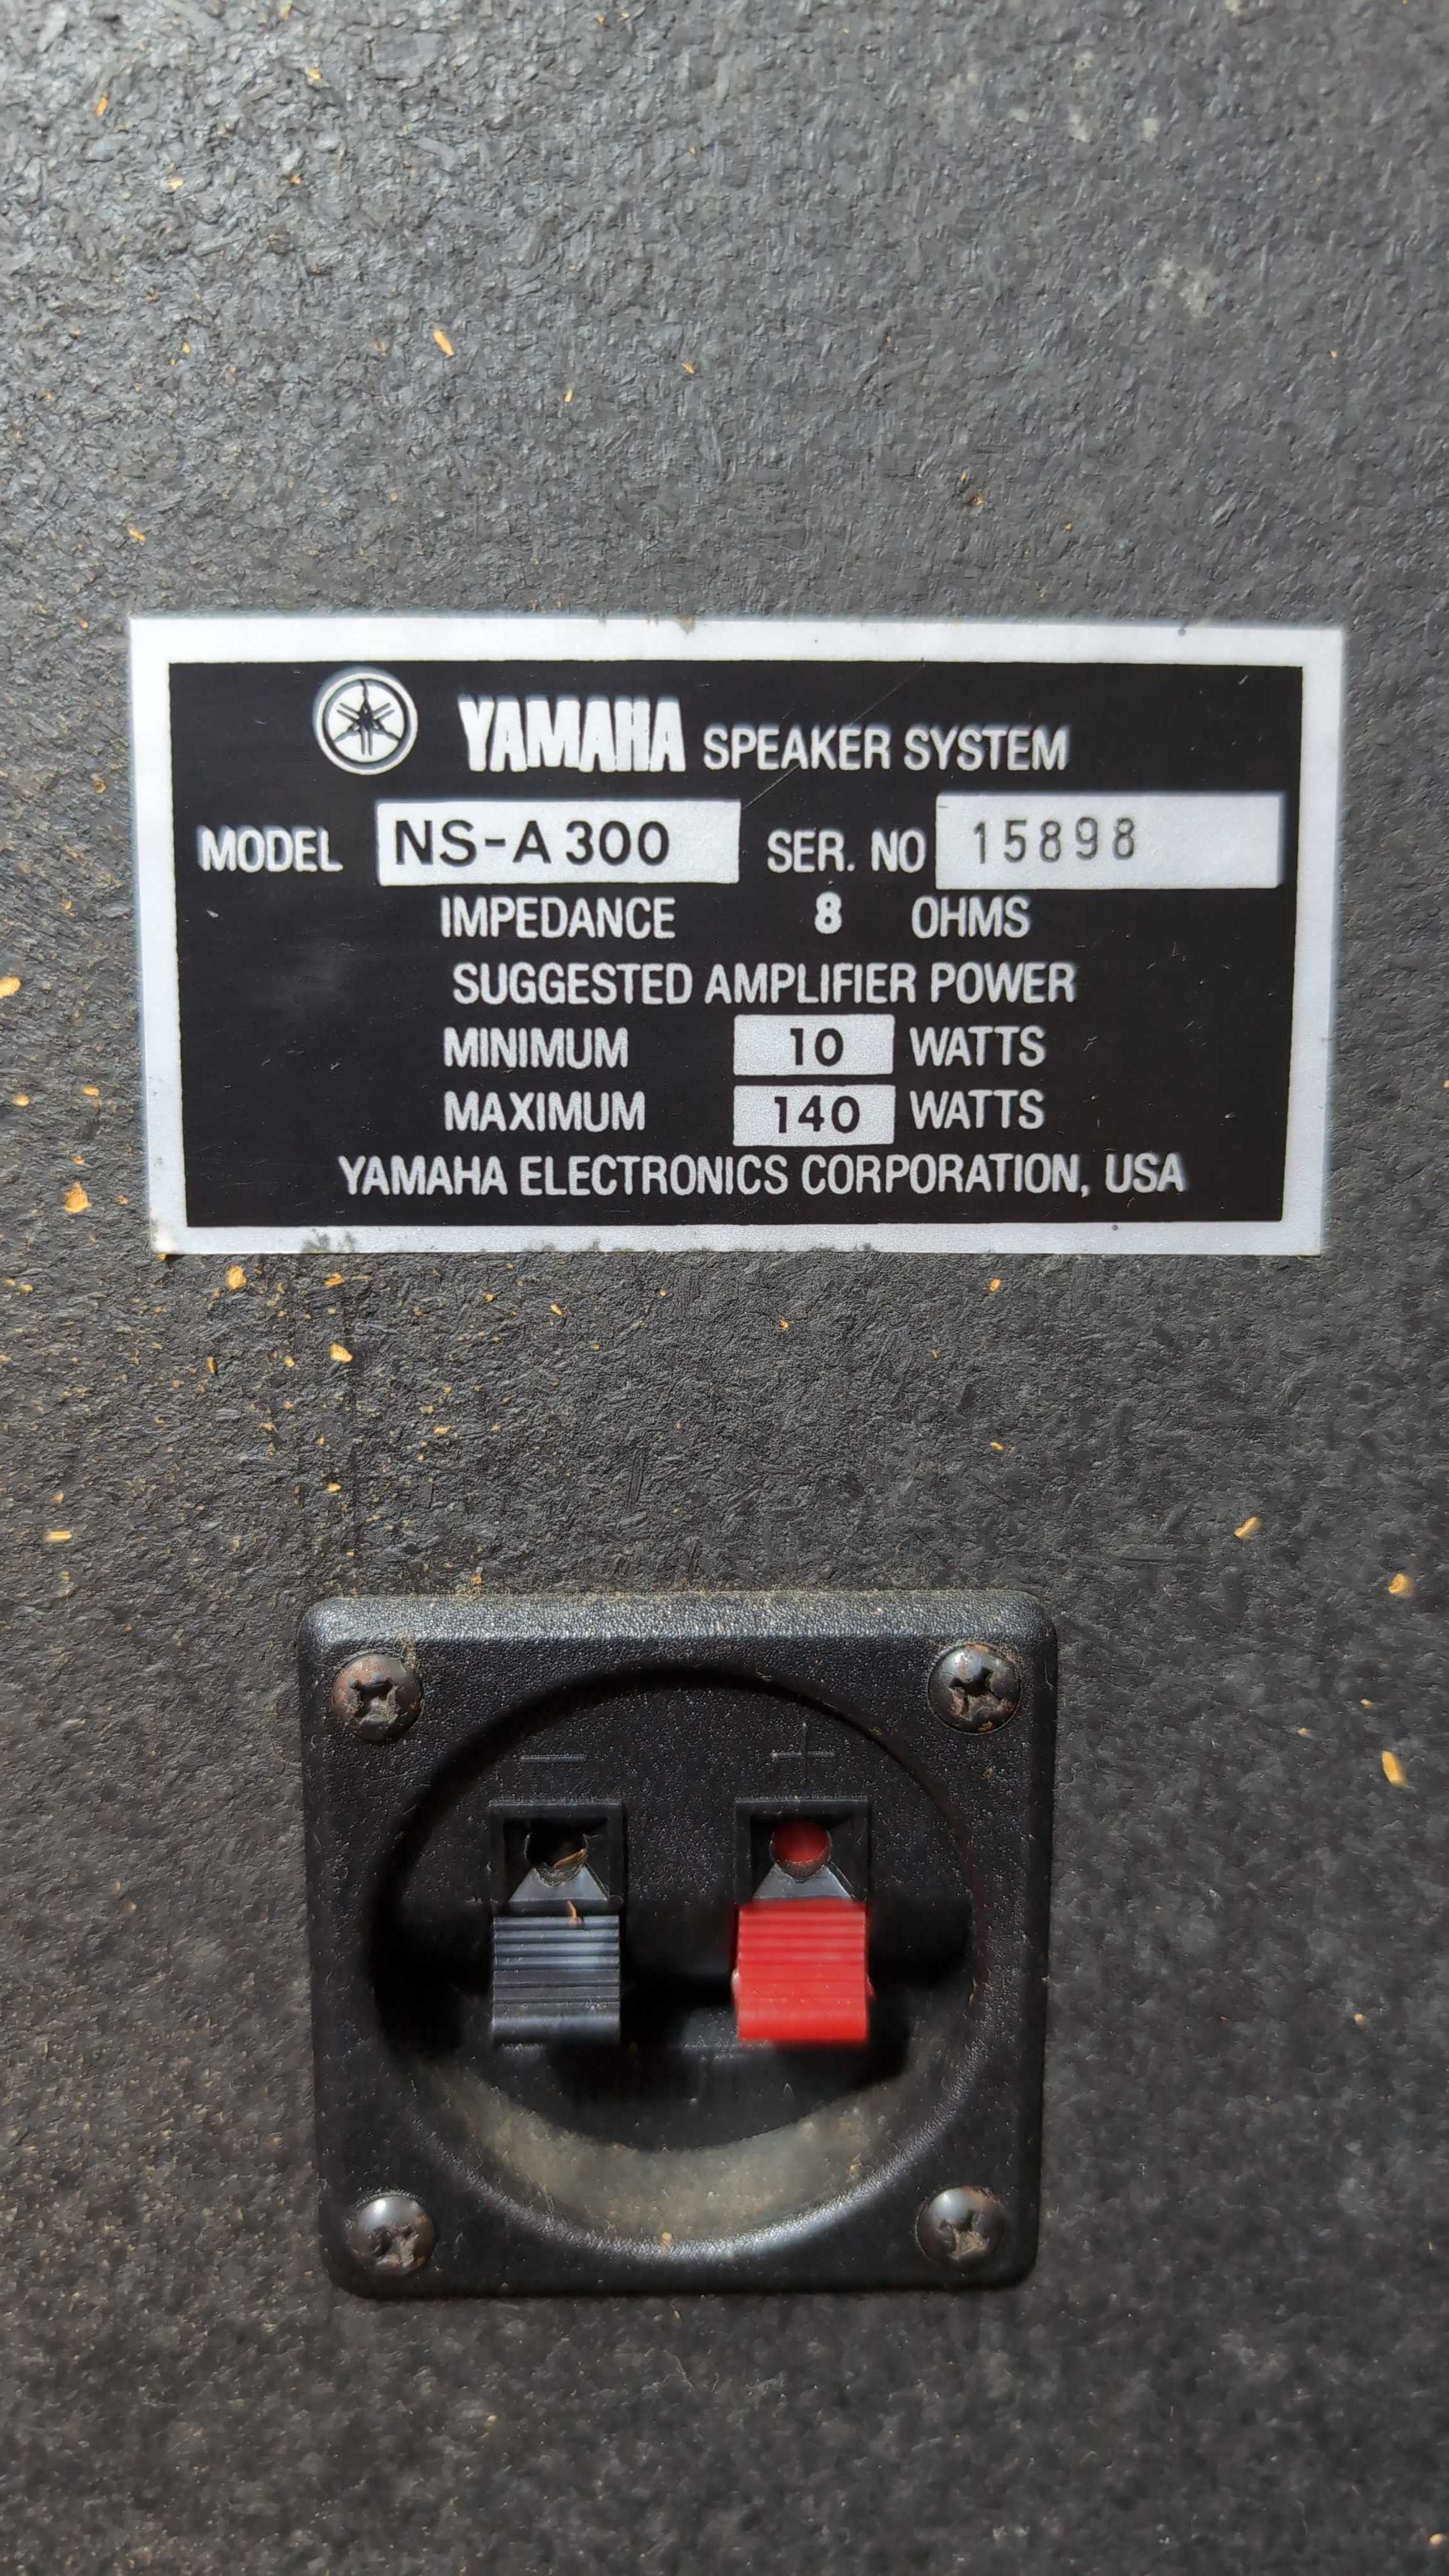 YAMAHA SPEAKER SYSTEM
MODEL NS-A300 SER. NO 15898
IMPEDANCE 8 OHMS
SUGGESTED AMPLIFIER POWER
MINIMUM 10 WATTS
MAXIMUM 140 WATTS
YAMAHA ELECTRONICS CORPORATION, USA
− +